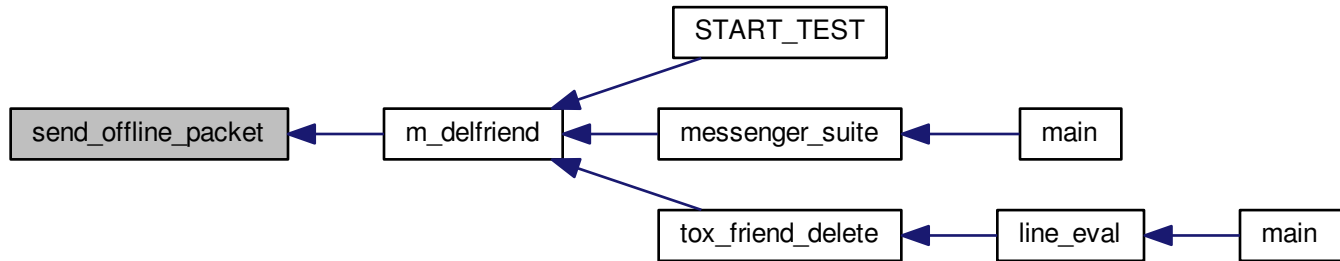 START_TEST
send_offline_packet
m_delfriend
messenger_suite
main
tox_friend_delete
line_eval
main